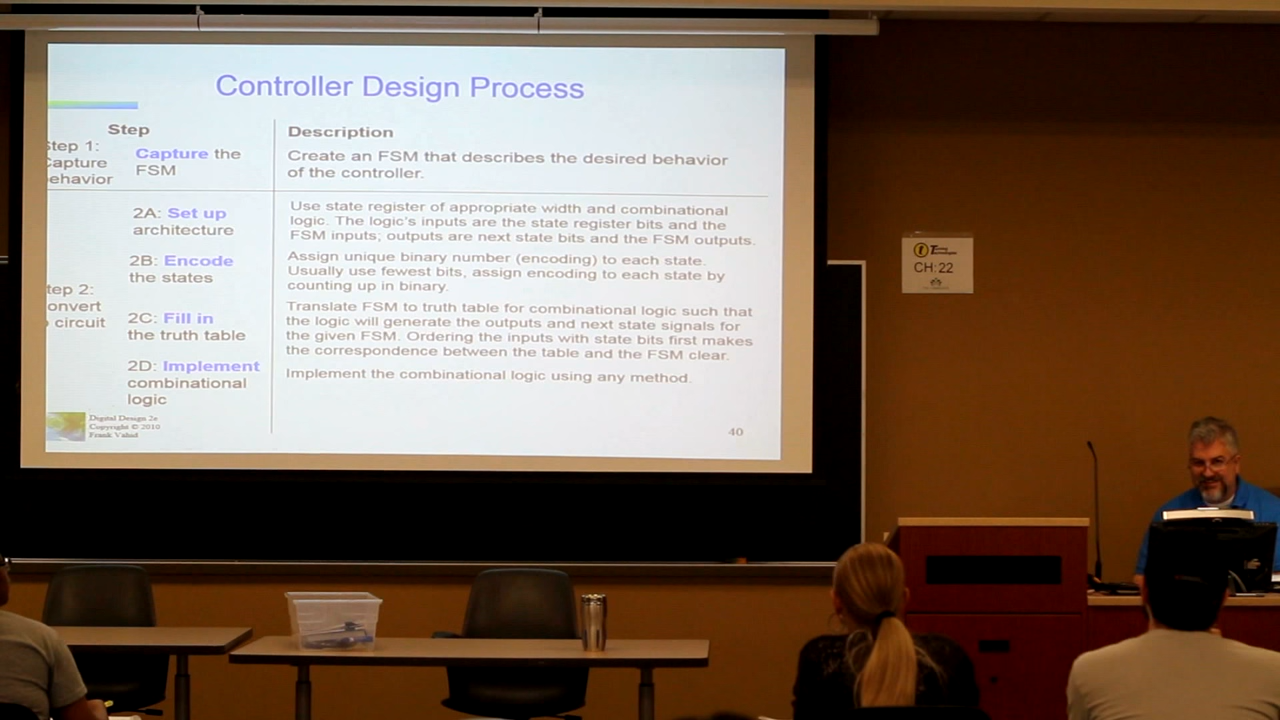 Controller Design Process
Step
Description
Step 1:
Capture
behavior
Capture the
FSM
Create an FSM that describes the desired behavior
of the controller.
2A: Set up
architecture
Use state register of appropriate width and combinational
logic. The logic's inputs are the state register bits and the
FSM inputs; outputs are next state bits and the FSM outputs.
2B: Encode
the states
Assign unique binary number (encoding) to each state.
Usually use fewest bits, assign encoding to each state by
counting up in binary.
tep 2:
onvert
circuit
2C: Fill in
the truth table
Translate FSM to truth table for combinational logic such that
the logic will generate the outputs and next state signals for
the given FSM. Ordering the inputs with state bits first makes
the correspondence between the table and the FSM clear.
2D: Implement
combinational
logic
Implement the combinational logic using any method.
Digital Design 2e
Copyright © 2010
Frank Vahid
40
Turning
Technologies
CH: 22